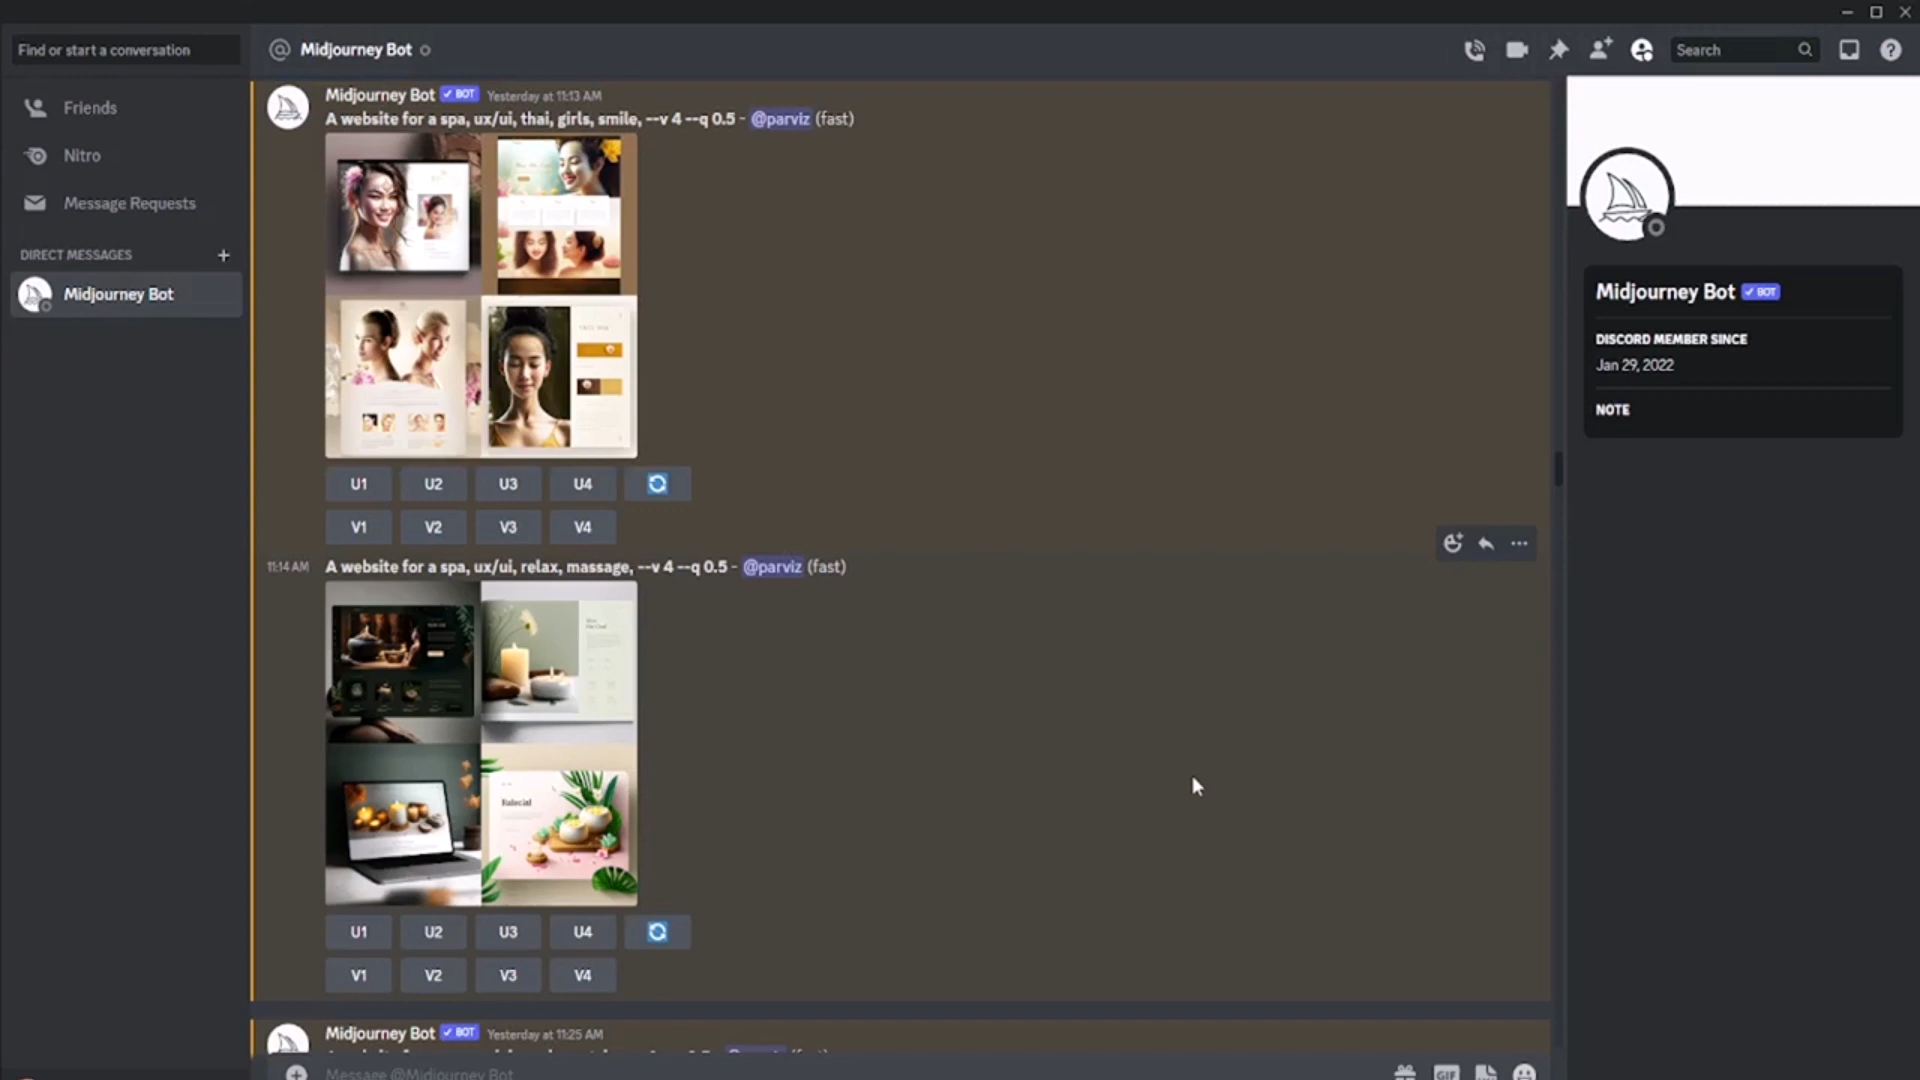 Find or start a conversation
Midjourney Bot
Search
Friends
Nitro
Message Requests
DIRECT MESSAGES
Midjourney Bot
Midjourney Bot BOT Yesterday at 11:13 AM
A website for a spa, ux/ui, thai, girls, smile, --v 4 --q 0.5 - @parviz (fast)
U1 U2 U3 U4
V1 V2 V3 V4
11:14 AM A website for a spa, ux/ui, relax, massage, --v 4 --q 0.5 - @parviz (fast)
U1 U2 U3 U4
V1 V2 V3 V4
Midjourney Bot BOT Yesterday at 11:25 AM
Message @Midjourney Bot
GIF
Midjourney Bot BOT
DISCORD MEMBER SINCE
Jan 29, 2022
NOTE